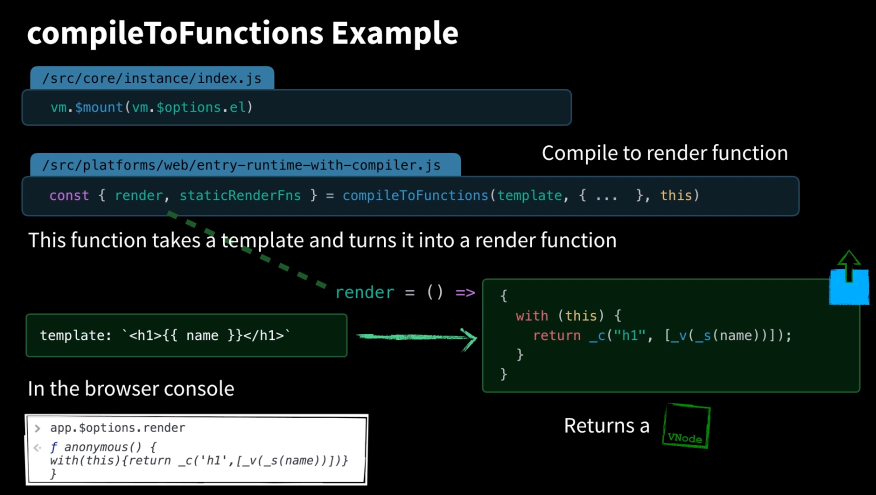 compileToFunctions Example
/src/core/instance/index.js
vm.$mount(vm.$options.el)
/src/platforms/web/entry-runtime-with-compiler.js
Compile to render function
const { render, staticRenderFns } = compileToFunctions(template, { ... }, this)
This function takes a template and turns it into a render function
render = () =>
{
with (this) {
return _c("h1", [_v(_s(name))]);
}
}
template: `<h1>{{ name }}</h1>`
In the browser console
> app.$options.render
ƒ anonymous() {
with(this){return _c('h1',[_v(_s(name))])}
}
Returns a
VNode